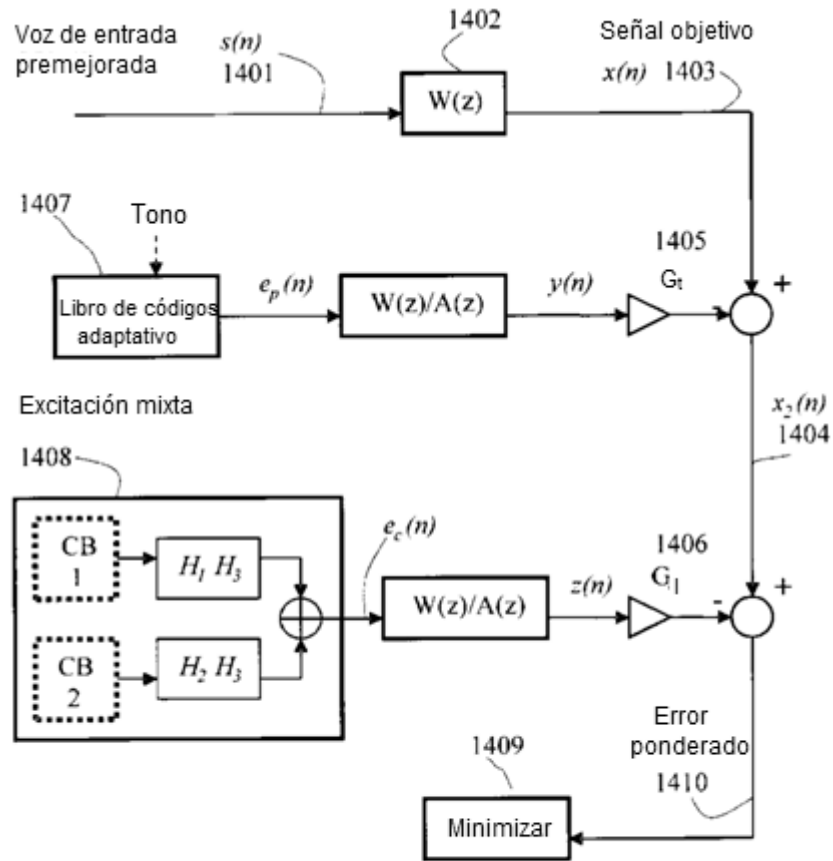 Voz de entrada
premejorada
s(n)
1401
1402
W(z)
Señal objetivo
x(n) 1403
1407
Tono
Libro de códigos
adaptativo
e_p(n)
W(z)/A(z)
y(n)
1405
G_t
-
+
x_2(n)
1404
Excitación mixta
1408
CB
1
H_1 H_3
CB
2
H_2 H_3
e_c(n)
W(z)/A(z)
z(n)
1406
G_l
-
+
Error
ponderado
1410
1409
Minimizar